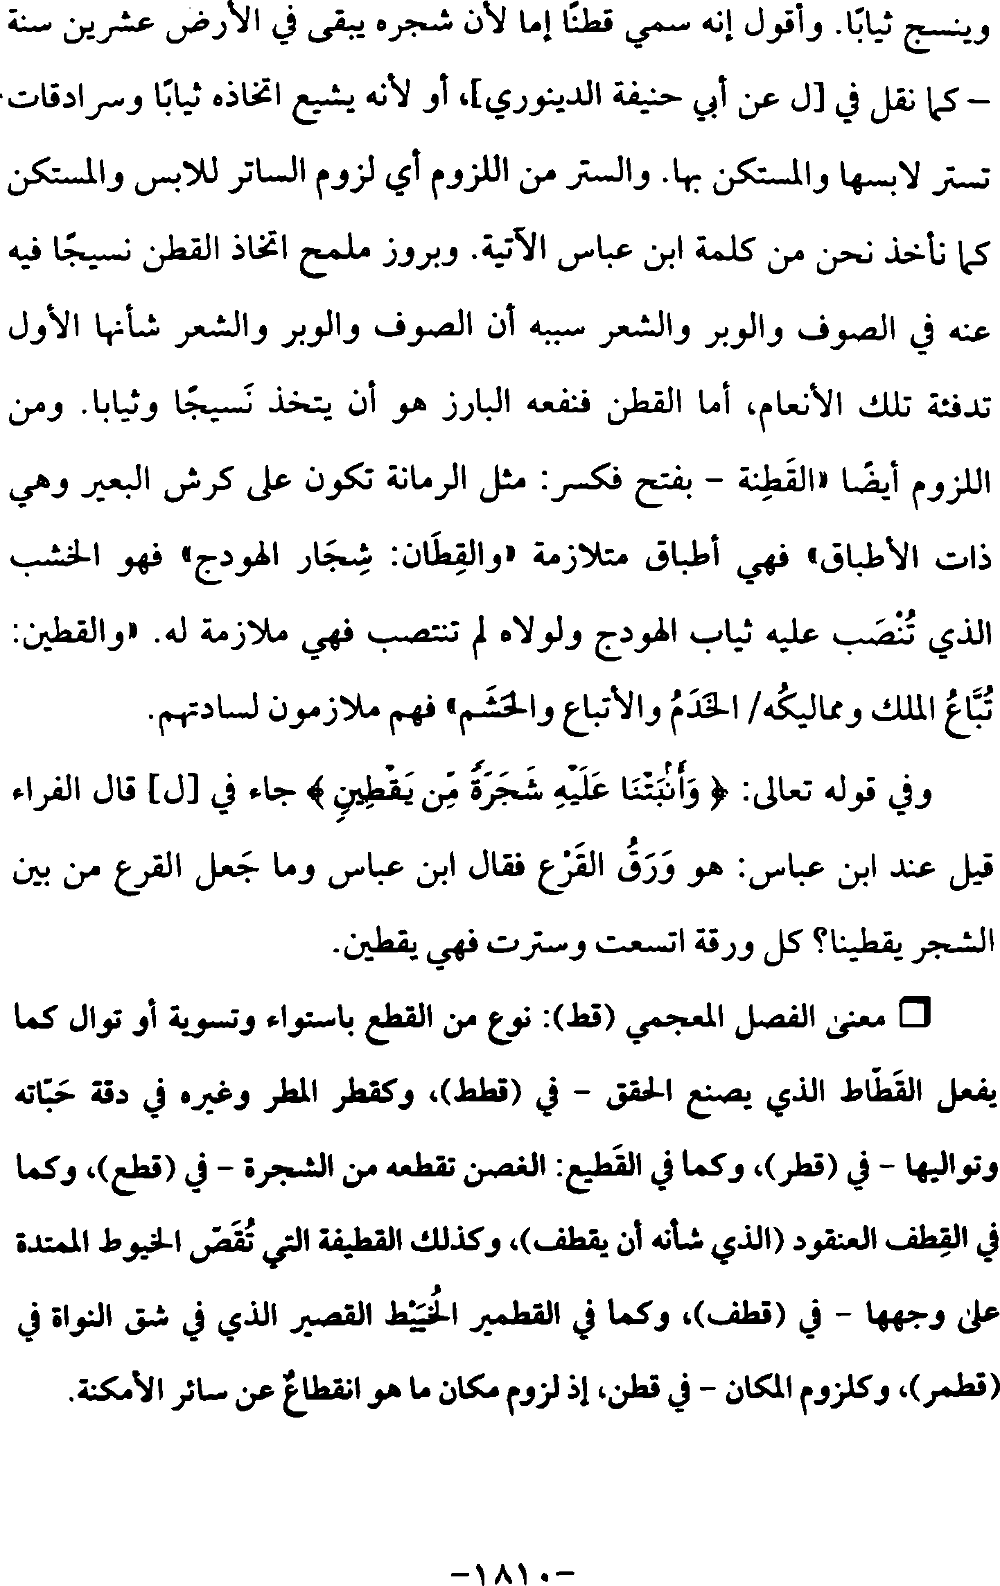 وينسج ثيابًا. وأقول إنه سمي قطنًا إما لأن شجره يبقى في الأرض عشرين سنة
– كما نقل في [ل عن أبي حنيفة الدينوري]، أو لأنه يشيع اتخاذه ثيابًا وسرادقات
تستر لابسها والمستكن بها. والستر من اللزوم أي لزوم الساتر للابس والمستكن
كما نأخذ نحن من كلمة ابن عباس الآتية. وبروز ملمح اتخاذ القطن نسيجًا فيه
عنه في الصوف والوبر والشعر سببه أن الصوف والوبر والشعر شأنها الأول
تدفئة تلك الأنعام، أما القطن فنفعه البارز هو أن يتخذ نَسيجًا وثيابا. ومن
اللزوم أيضًا «القَطِنة – بفتح فكسر: مثل الرمانة تكون على كرش البعير وهي
ذات الأطباق» فهي أطباق متلازمة «والقِطَان: شِجَار الهودج» فهو الخشب
الذي تُنْصَب عليه ثياب الهودج ولولاه لم تنتصب فهي ملازمة له. «والقطين:
تُبَّاعُ الملك ومماليكُه/ الخَدَمُ والأتباع والحَشَم» فهم ملازمون لسادتهم.
وفي قوله تعالى: ﴿ وَأَنۢبَتْنَا عَلَيْهِ شَجَرَةً مِّن يَقْطِينٍ ﴾ جاء في [ل] قال الفراء
قيل عند ابن عباس: هو وَرَقُ القَرْع فقال ابن عباس وما جَعل القرع من بين
الشجر يقطينا؟ كل ورقة اتسعت وسترت فهي يقطين.
❐ معنى الفصل المعجمي (قط): نوع من القطع باستواء وتسوية أو توال كما
يفعل القَطّاط الذي يصنع الحقق – في (قطط)، وكقطر المطر وغيره في دقة حَبّاته
وتواليها – في (قطر)، وكما في القَطيع: الغصن تقطعه من الشجرة – في (قطع)، وكما
في القِطف العنقود (الذي شأنه أن يقطف)، وكذلك القطيفة التي تُقَصّ الخيوط الممتدة
على وجهها – في (قطف)، وكما في القطمير الخُيَيْط القصير الذي في شق النواة في
(قطمر)، وكلزوم المكان – في قطن، إذ لزوم مكان ما هو انقطاعٌ عن سائر الأمكنة.
-١٨١٠-